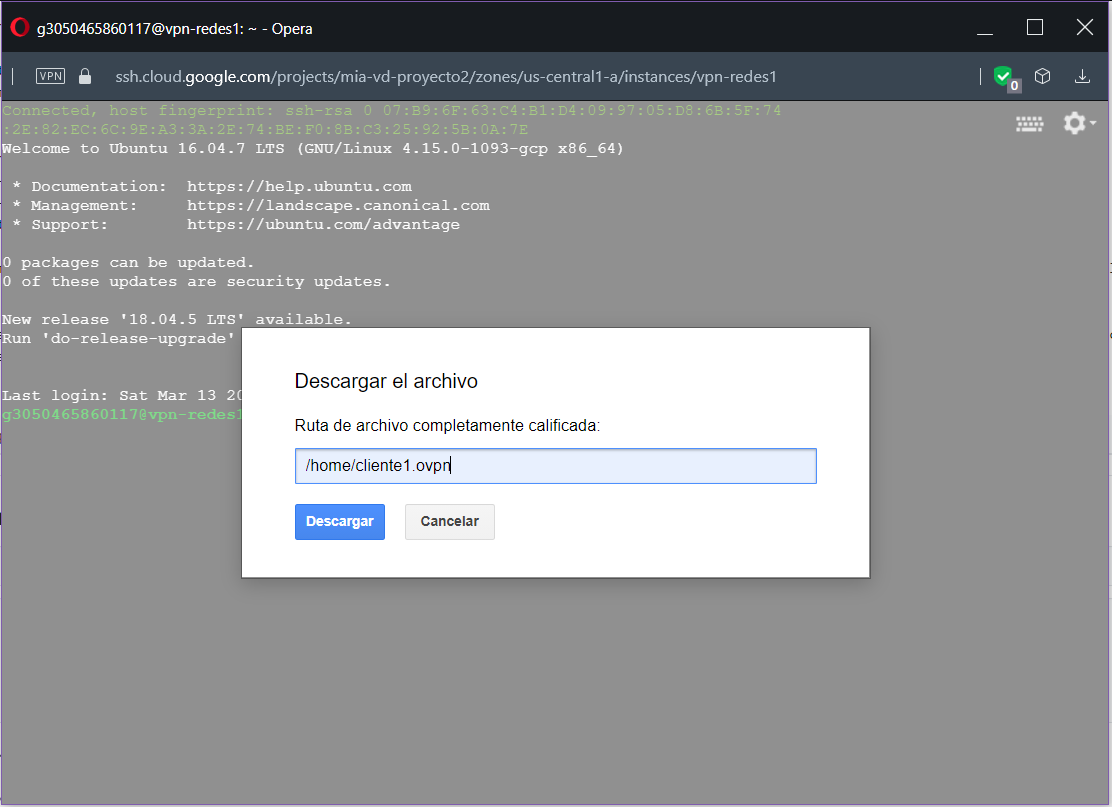 g3050465860117@vpn-redes1: ~ - Opera
VPN
ssh.cloud.google.com/projects/mia-vd-proyecto2/zones/us-central1-a/instances/vpn-redes1
0
Connected, host fingerprint: ssh-rsa 0 07:B9:6F:63:C4:B1:D4:09:97:05:D8:6B:5F:74
:2E:82:EC:6C:9E:A3:3A:2E:74:BE:F0:8B:C3:25:92:5B:0A:7E
Welcome to Ubuntu 16.04.7 LTS (GNU/Linux 4.15.0-1093-gcp x86_64)
* Documentation:  https://help.ubuntu.com
* Management:     https://landscape.canonical.com
* Support:        https://ubuntu.com/advantage
0 packages can be updated.
0 of these updates are security updates.
New release '18.04.5 LTS' available.
Run 'do-release-upgrade'
Last login: Sat Mar 13 20
g3050465860117@vpn-redes1
Descargar el archivo
Ruta de archivo completamente calificada:
/home/cliente1.ovpn
Descargar
Cancelar